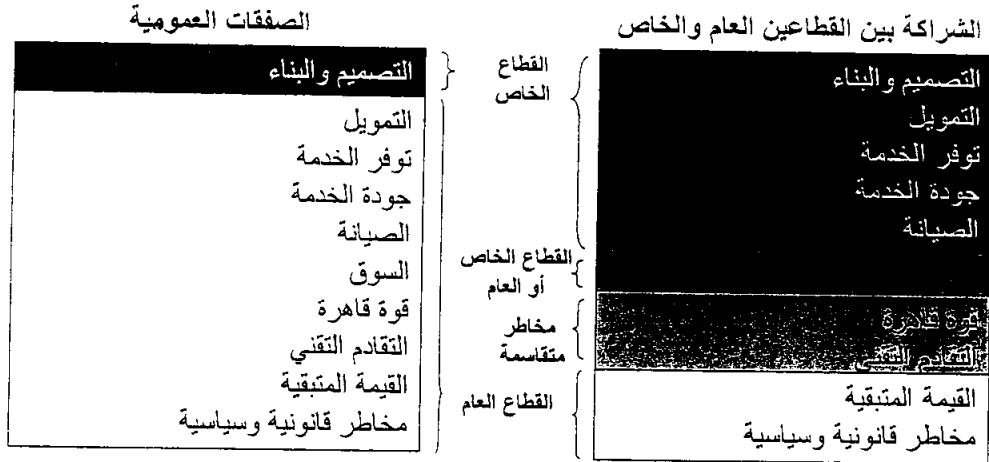 الشراكة بين القطاعين العام والخاص
التصميم والبناء
التمويل
توفر الخدمة
جودة الخدمة
الصيانة
قوة قاهرة
التقادم التقني
القيمة المتبقية
مخاطر قانونية وسياسية
القطاع
الخاص
القطاع الخاص
أو العام
مخاطر
متقاسمة
القطاع العام
الصفقات العمومية
التصميم والبناء
التمويل
توفر الخدمة
جودة الخدمة
الصيانة
السوق
قوة قاهرة
التقادم التقني
القيمة المتبقية
مخاطر قانونية وسياسية